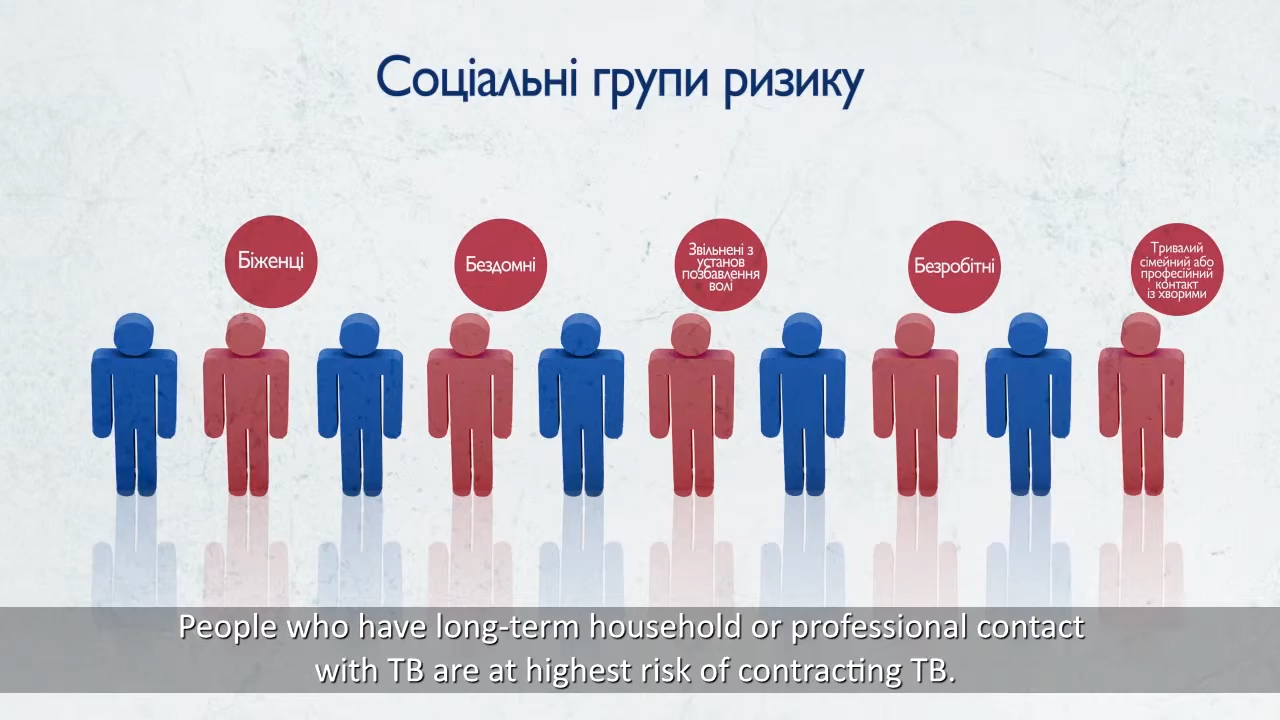 Соціальні групи ризику
Біженці
Бездомні
Звільнені з
установ
позбавлення
волі
Безробітні
Тривалий
сімейний або
професійний
контакт
із хворими
People who have long-term household or professional contact
with TB are at highest risk of contracting TB.